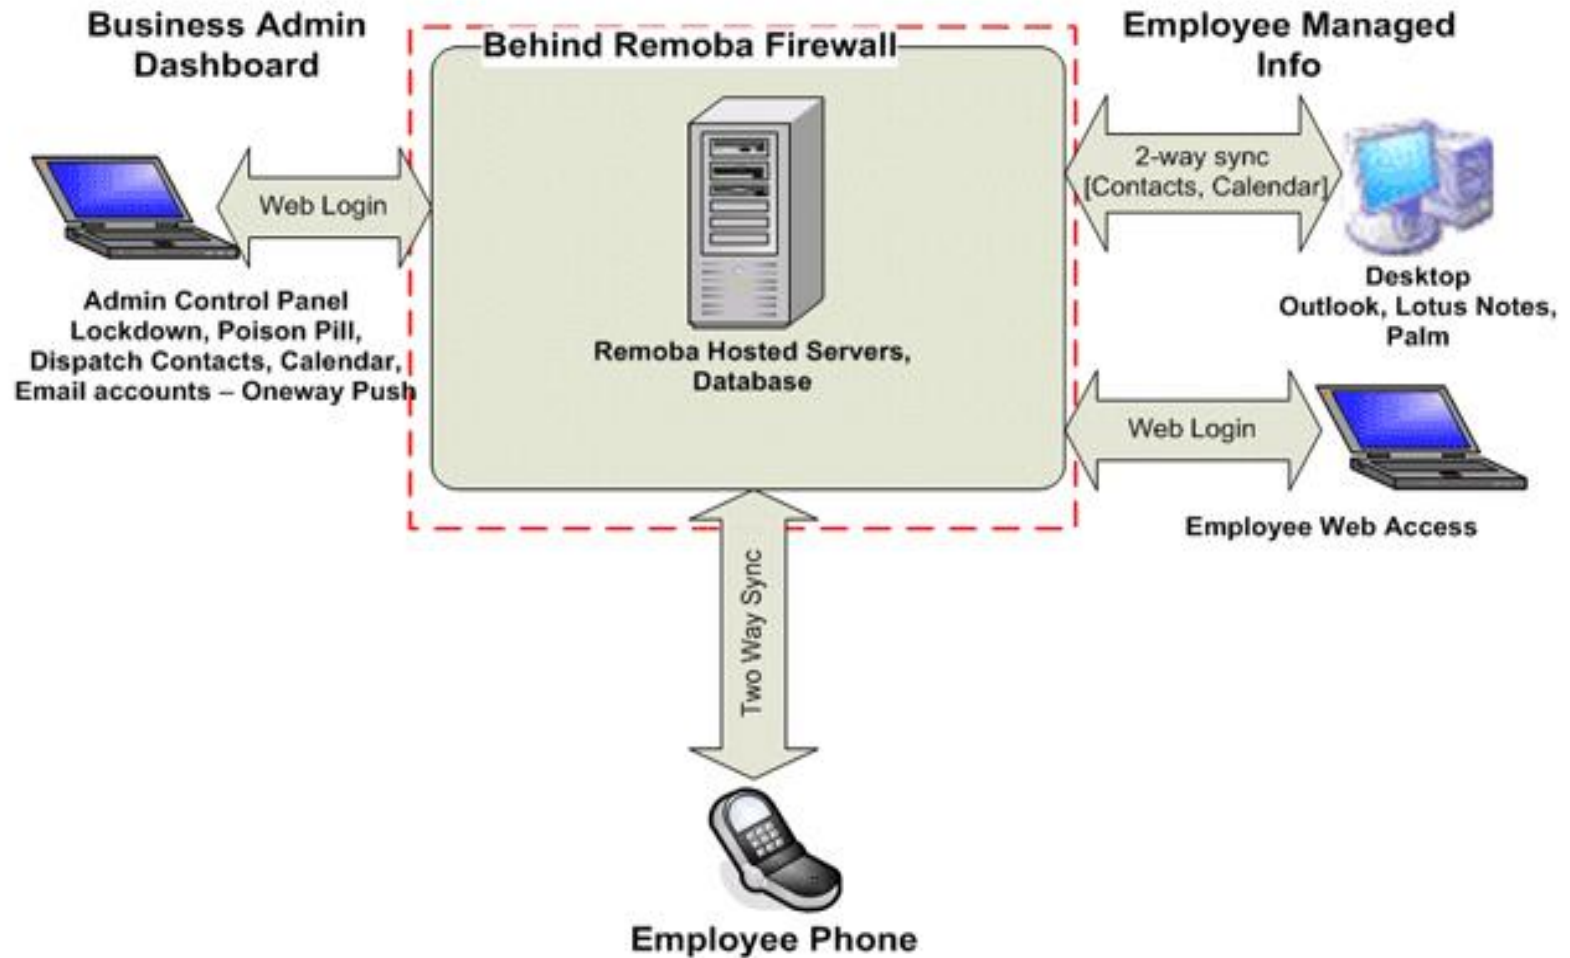 Business Admin
Dashboard
Behind Remoba Firewall
Employee Managed
Info
Web Login
2-way sync
[Contacts, Calendar]
Admin Control Panel
Lockdown, Poison Pill,
Dispatch Contacts, Calendar,
Email accounts – Oneway Push
Remoba Hosted Servers,
Database
Desktop
Outlook, Lotus Notes,
Palm
Web Login
Employee Web Access
Two Way Sync
Employee Phone